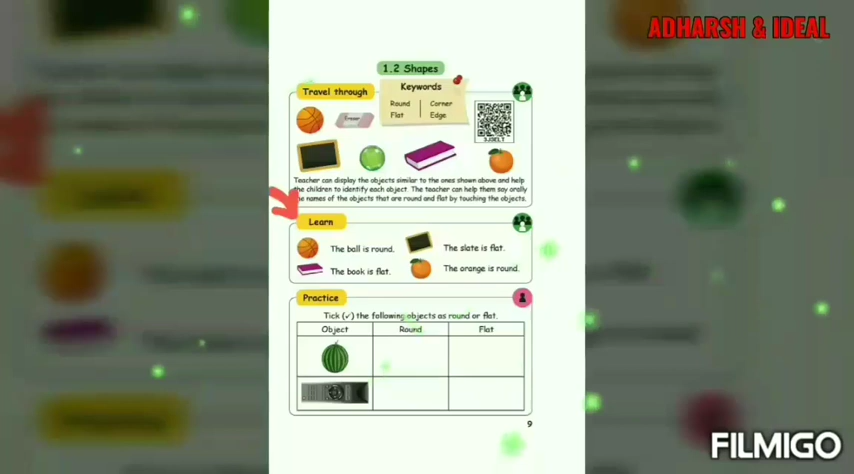 ADHARSH & IDEAL
1.2 Shapes
Travel through
Keywords
Round Corner
Flat Edge
Eraser
Teacher can display the objects similar to the ones shown above and help
the children to identify each object. The teacher can help them say orally
the names of the objects that are round and flat by touching the objects.
Learn
The ball is round.
The slate is flat.
The book is flat.
The orange is round.
Practice
Tick (✓) the following objects as round or flat.
Object Round Flat
9
FILMIGO